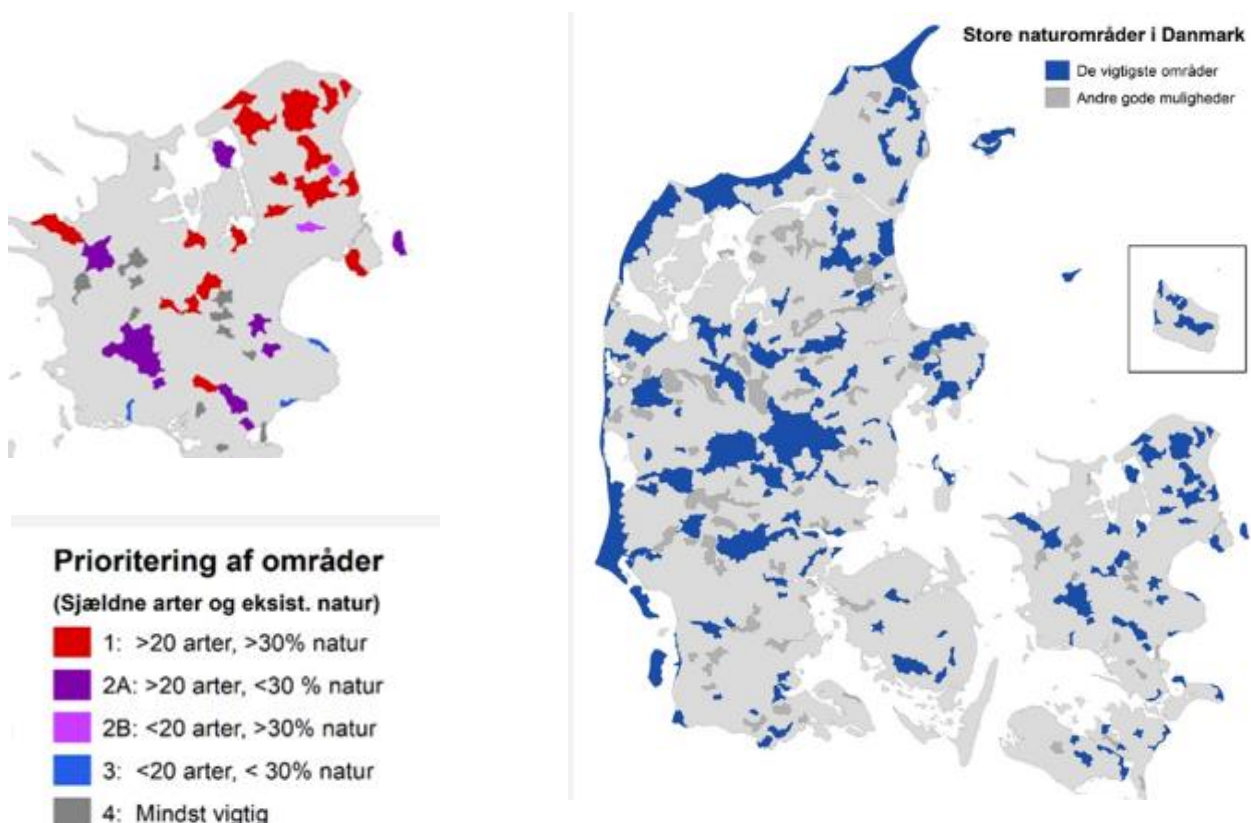 Prioritering af områder
(Sjældne arter og eksist. natur)
1: >20 arter, >30% natur
2A: >20 arter, <30 % natur
2B: <20 arter, >30% natur
3: <20 arter, < 30% natur
4: Mindst vigtig
Store naturområder i Danmark
De vigtigste områder
Andre gode muligheder